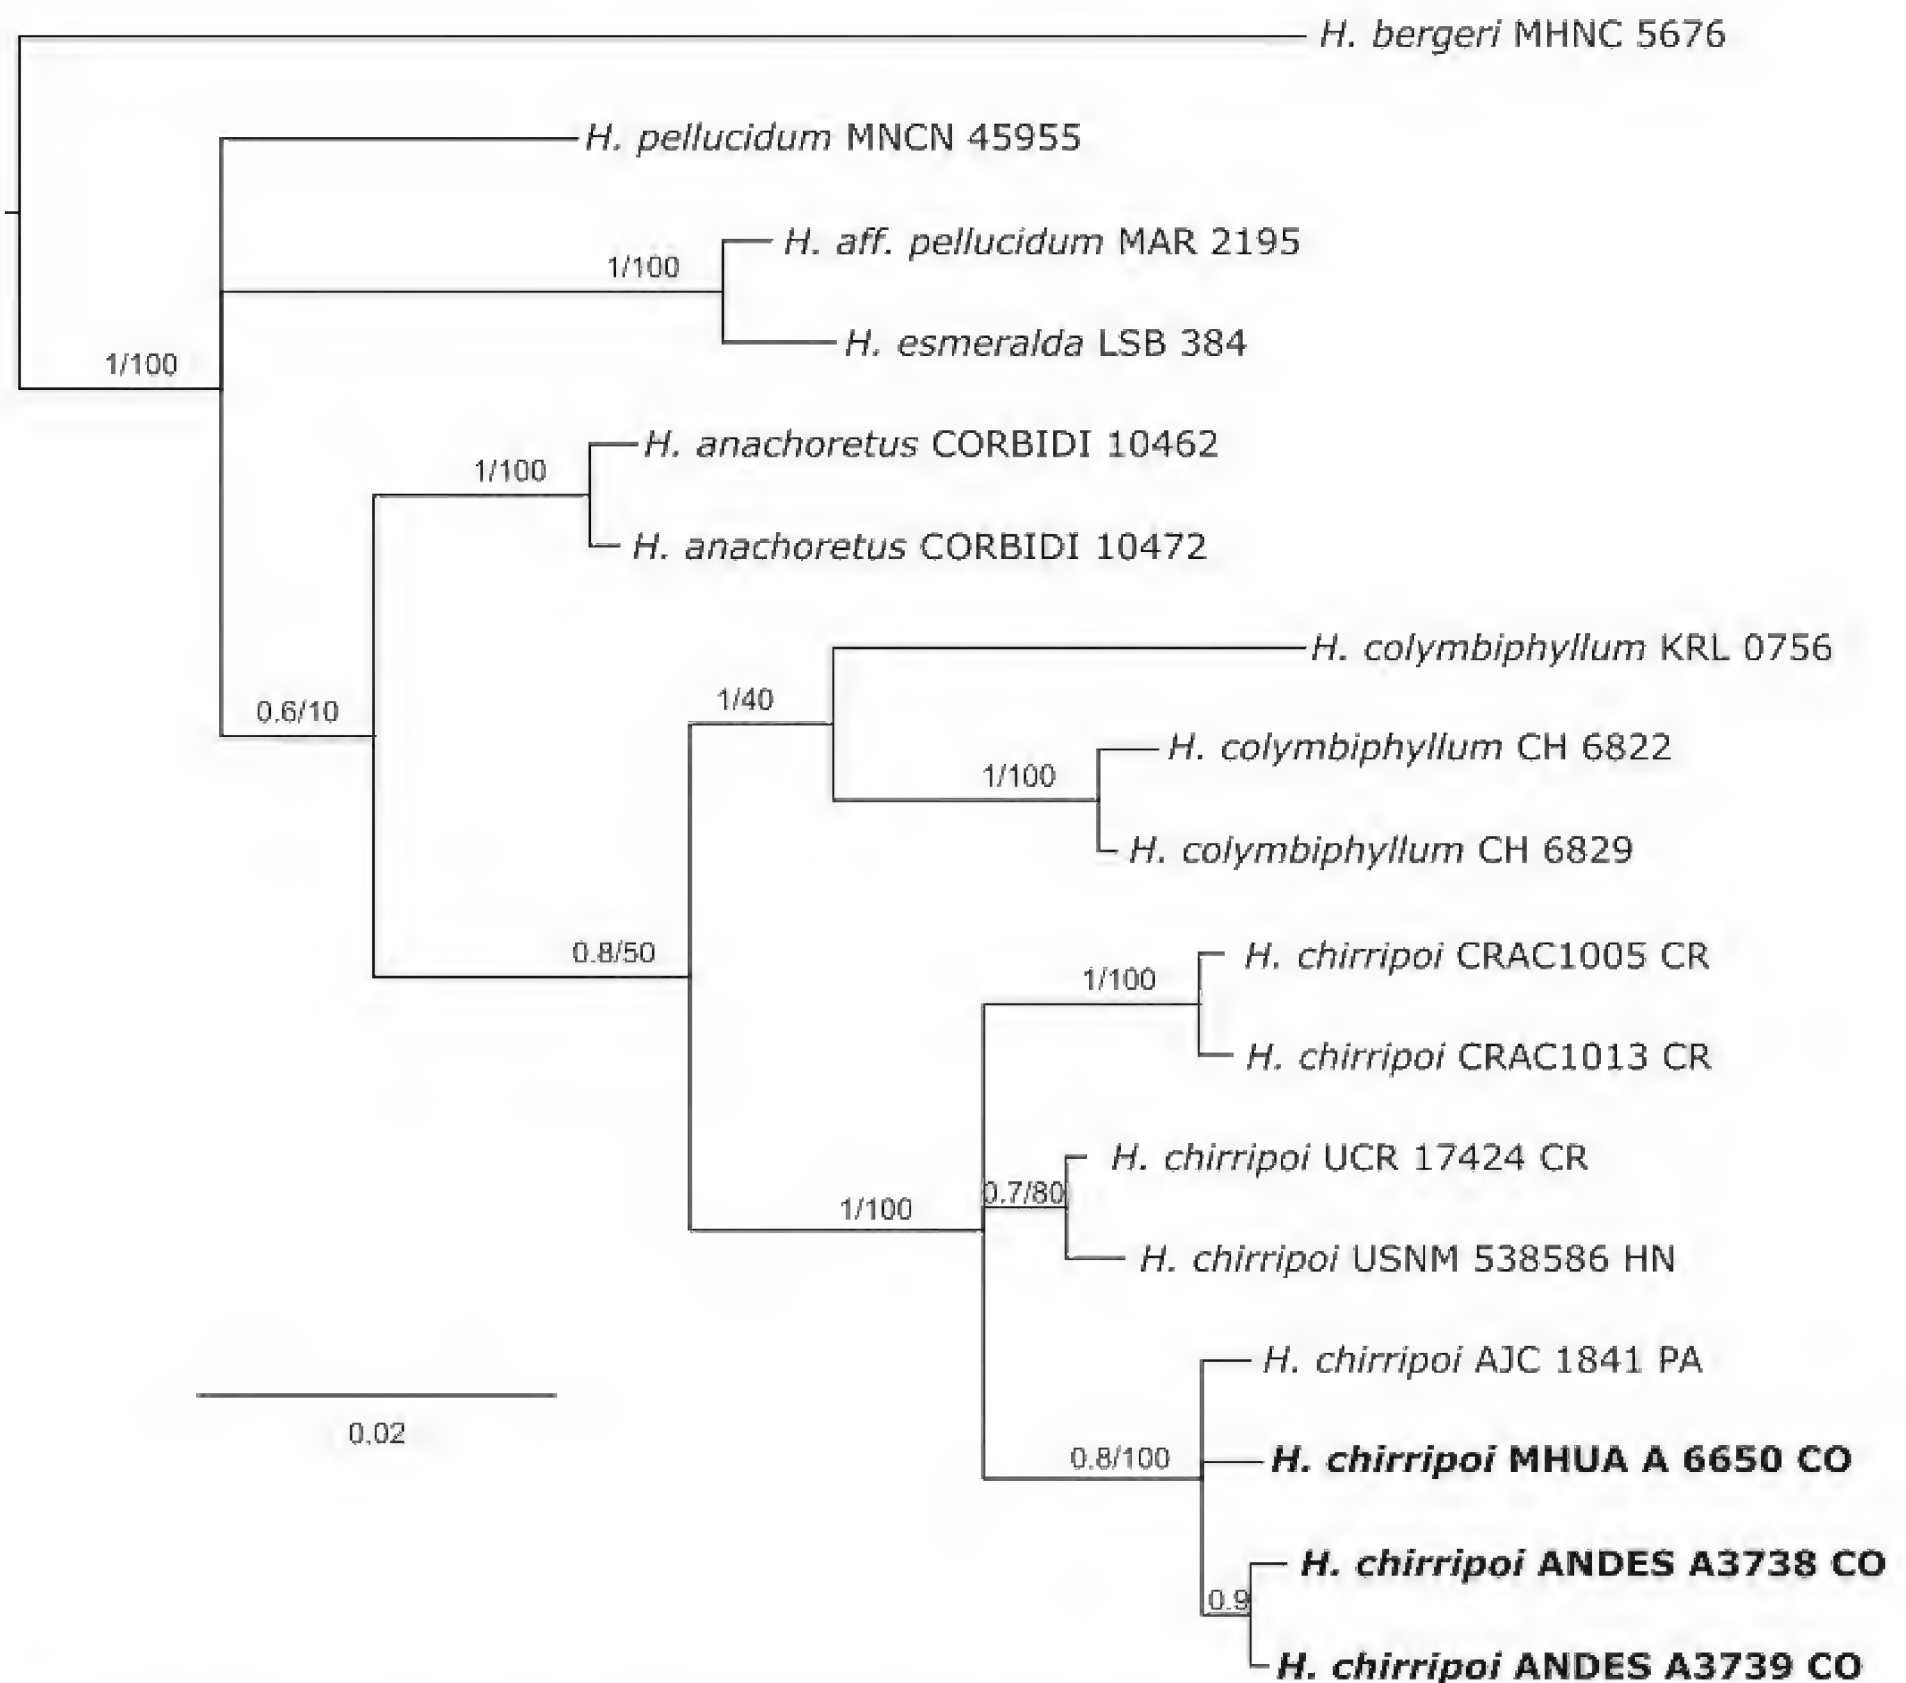 H. bergeri MHNC 5676
H. pellucidum MNCN 45955
H. aff. pellucidum MAR 2195
1/100
H. esmeralda LSB 384
1/100
H. anachoretus CORBIDI 10462
1/100
H. anachoretus CORBIDI 10472
H. colymbiphyllum KRL 0756
1/40
0.6/10
H. colymbiphyllum CH 6822
1/100
H. colymbiphyllum CH 6829
0.8/50
H. chirripoi CRAC1005 CR
1/100
H. chirripoi CRAC1013 CR
H. chirripoi UCR 17424 CR
0.7/80
1/100
H. chirripoi USNM 538586 HN
H. chirripoi AJC 1841 PA
0.02
0.8/100
H. chirripoi MHUA A 6650 CO
H. chirripoi ANDES A3738 CO
0.9
H. chirripoi ANDES A3739 CO